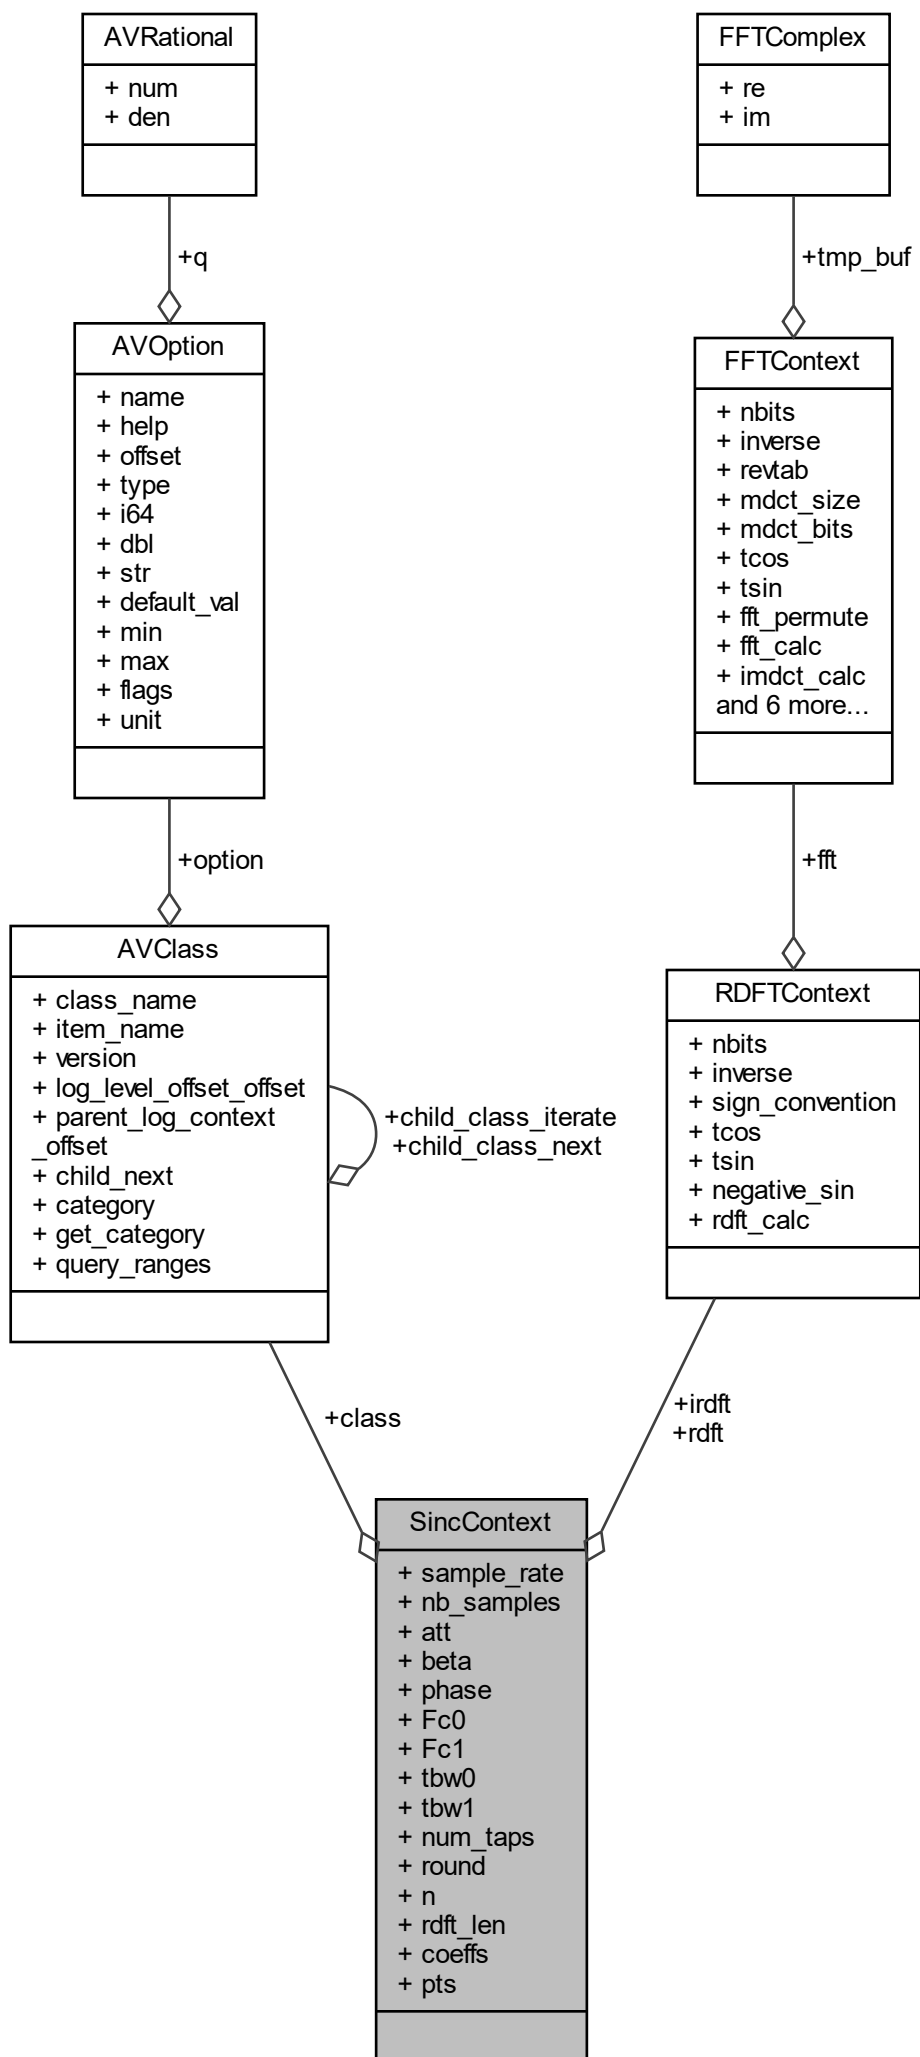 AVRational
+ num
+ den
FFTComplex
+ re
+ im
+q
+tmp_buf
AVOption
+ name
+ help
+ offset
+ type
+ i64
+ dbl
+ str
+ default_val
+ min
+ max
+ flags
+ unit
FFTContext
+ nbits
+ inverse
+ revtab
+ mdct_size
+ mdct_bits
+ tcos
+ tsin
+ fft_permute
+ fft_calc
+ imdct_calc
and 6 more...
+option
+fft
AVClass
+ class_name
+ item_name
+ version
+ log_level_offset_offset
+ parent_log_context
_offset
+ child_next
+ category
+ get_category
+ query_ranges
+child_class_iterate
+child_class_next
RDFTContext
+ nbits
+ inverse
+ sign_convention
+ tcos
+ tsin
+ negative_sin
+ rdft_calc
+class
+irdft
+rdft
SincContext
+ sample_rate
+ nb_samples
+ att
+ beta
+ phase
+ Fc0
+ Fc1
+ tbw0
+ tbw1
+ num_taps
+ round
+ n
+ rdft_len
+ coeffs
+ pts